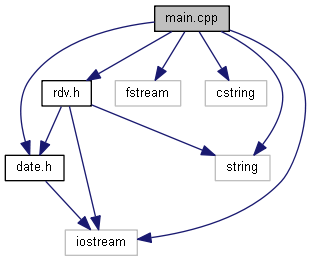 main.cpp
rdv.h
fstream
cstring
date.h
string
iostream